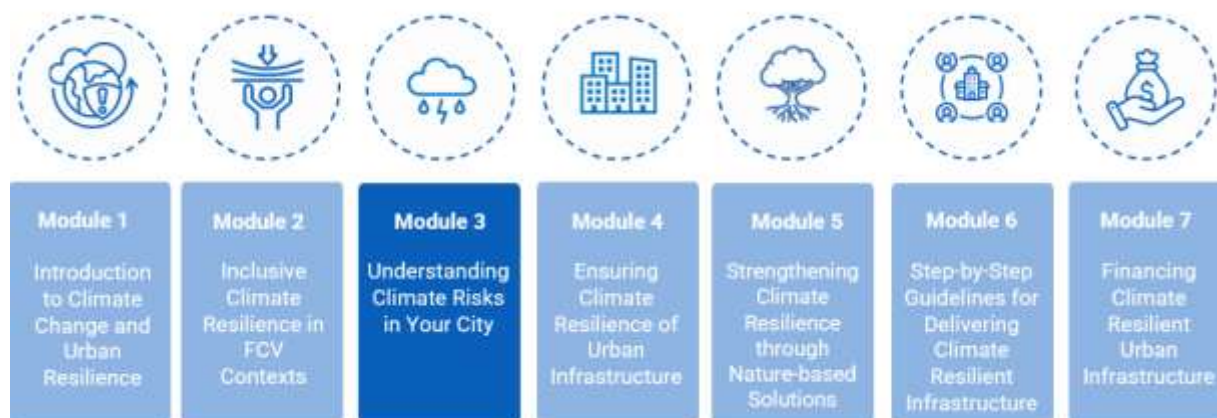 Module 1
Introduction
to Climate
Change and
Urban
Resilience
Module 2
Inclusive
Climate
Resilience in
FCV
Contexts
Module 3
Understanding
Climate Risks
in Your City
Module 4
Ensuring
Climate
Resilience of
Urban
Infrastructure
Module 5
Strengthening
Climate
Resilience
through
Nature-based
Solutions
Module 6
Step-by-Step
Guidelines for
Delivering
Climate
Resilient
Infrastructure
Module 7
Financing
Climate
Resilient
Urban
Infrastructure